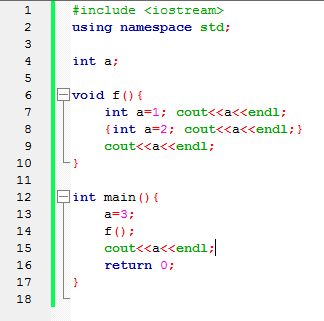 1 #include <iostream>
2 using namespace std;
3
4 int a;
5
6 void f(){
7 int a=1; cout<<a<<endl;
8 {int a=2; cout<<a<<endl;}
9 cout<<a<<endl;
10 }
11
12 int main(){
13 a=3;
14 f();
15 cout<<a<<endl;
16 return 0;
17 }
18